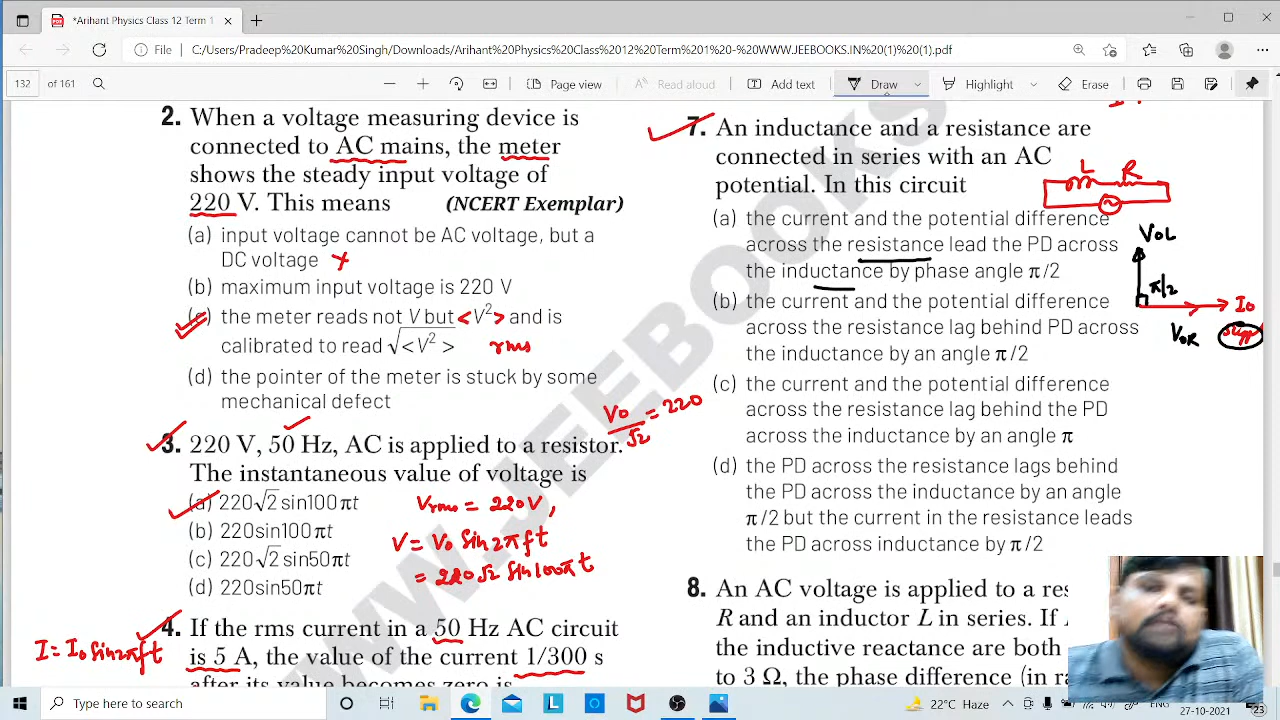 *Arihant Physics Class 12 Term 1
File
C:/Users/Pradeep%20Kumar%20Singh/Downloads/Arihant%20Physics%20Class%2012%20Term%201%20-%20WWW.JEEBOOKS.IN%20(1)%20(1).pdf
132 of 161
Page view
Read aloud
Add text
Draw
Highlight
Erase
2. When a voltage measuring device is
connected to AC mains, the meter
shows the steady input voltage of
220 V. This means (NCERT Exemplar)
(a) input voltage cannot be AC voltage, but a
DC voltage
(b) maximum input voltage is 220 V
(c) the meter reads not V but <V²> and is
calibrated to read √<V²>
rms
(d) the pointer of the meter is stuck by some
mechanical defect
V₀/√2 = 220
3. 220 V, 50 Hz, AC is applied to a resistor.
The instantaneous value of voltage is
(a) 220√2 sin100πt
(b) 220sin100πt
(c) 220√2 sin50πt
(d) 220sin50πt
Vrms = 220V,
V = V₀ Sin2πft
= 220√2 Sin100πt
4. If the rms current in a 50 Hz AC circuit
is 5 A, the value of the current 1/300 s
after its value becomes zero is
I = I₀ Sin2πft
7. An inductance and a resistance are
connected in series with an AC
potential. In this circuit
L R
(a) the current and the potential difference
across the resistance lead the PD across
the inductance by phase angle π/2
(b) the current and the potential difference
across the resistance lag behind PD across
the inductance by an angle π/2
(c) the current and the potential difference
across the resistance lag behind the PD
across the inductance by an angle π
(d) the PD across the resistance lags behind
the PD across the inductance by an angle
π/2 but the current in the resistance leads
the PD across inductance by π/2
VoL
π/2
I₀
VoR
8. An AC voltage is applied to a res
R and an inductor L in series. If
the inductive reactance are both
to 3 Ω, the phase difference (in ra
WWW.JEEBOOKS
Type here to search
22°C Haze
27-10-2021
23